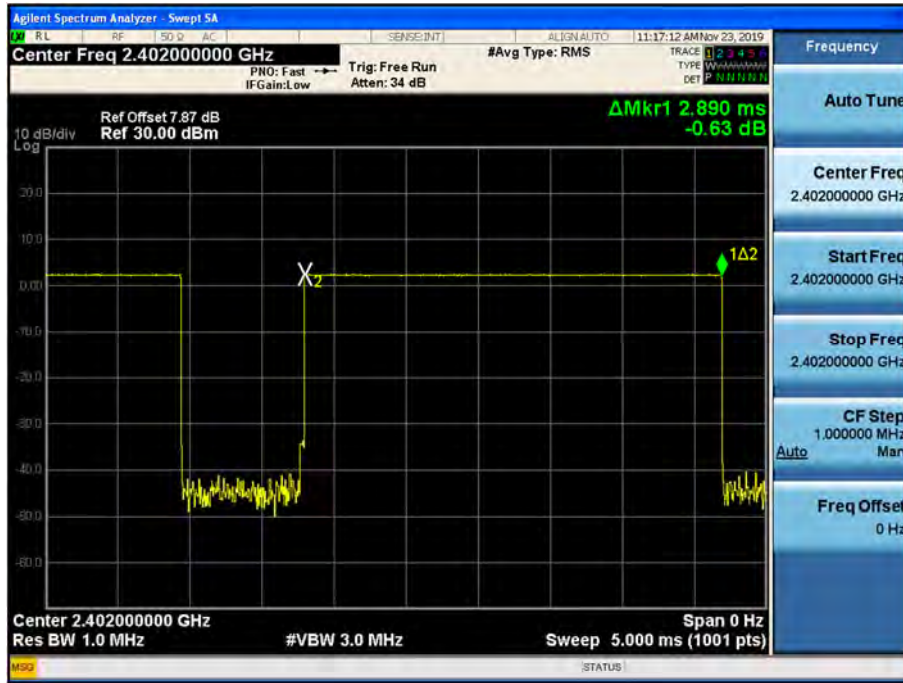 Agilent Spectrum Analyzer - Swept SA
RL RF 50 Ω AC SENSE:INT ALIGN AUTO 11:17:12 AM Nov 23, 2019
Center Freq 2.402000000 GHz
#Avg Type: RMS
TRACE 1 2 3 4 5 6
TYPE W
DET P N N N N N
PNO: Fast
IFGain:Low
Trig: Free Run
Atten: 34 dB
Frequency
Ref Offset 7.87 dB
10 dB/div Ref 30.00 dBm
Log
ΔMkr1 2.890 ms
-0.63 dB
20.0
10.0
0.00
-10.0
-20.0
-30.0
-40.0
-50.0
-60.0
2
1Δ2
Center 2.402000000 GHz Span 0 Hz
Res BW 1.0 MHz #VBW 3.0 MHz Sweep 5.000 ms (1001 pts)
MSG STATUS
Auto Tune
Center Freq
2.402000000 GHz
Start Freq
2.402000000 GHz
Stop Freq
2.402000000 GHz
CF Step
1.000000 MHz
Auto Man
Freq Offset
0 Hz